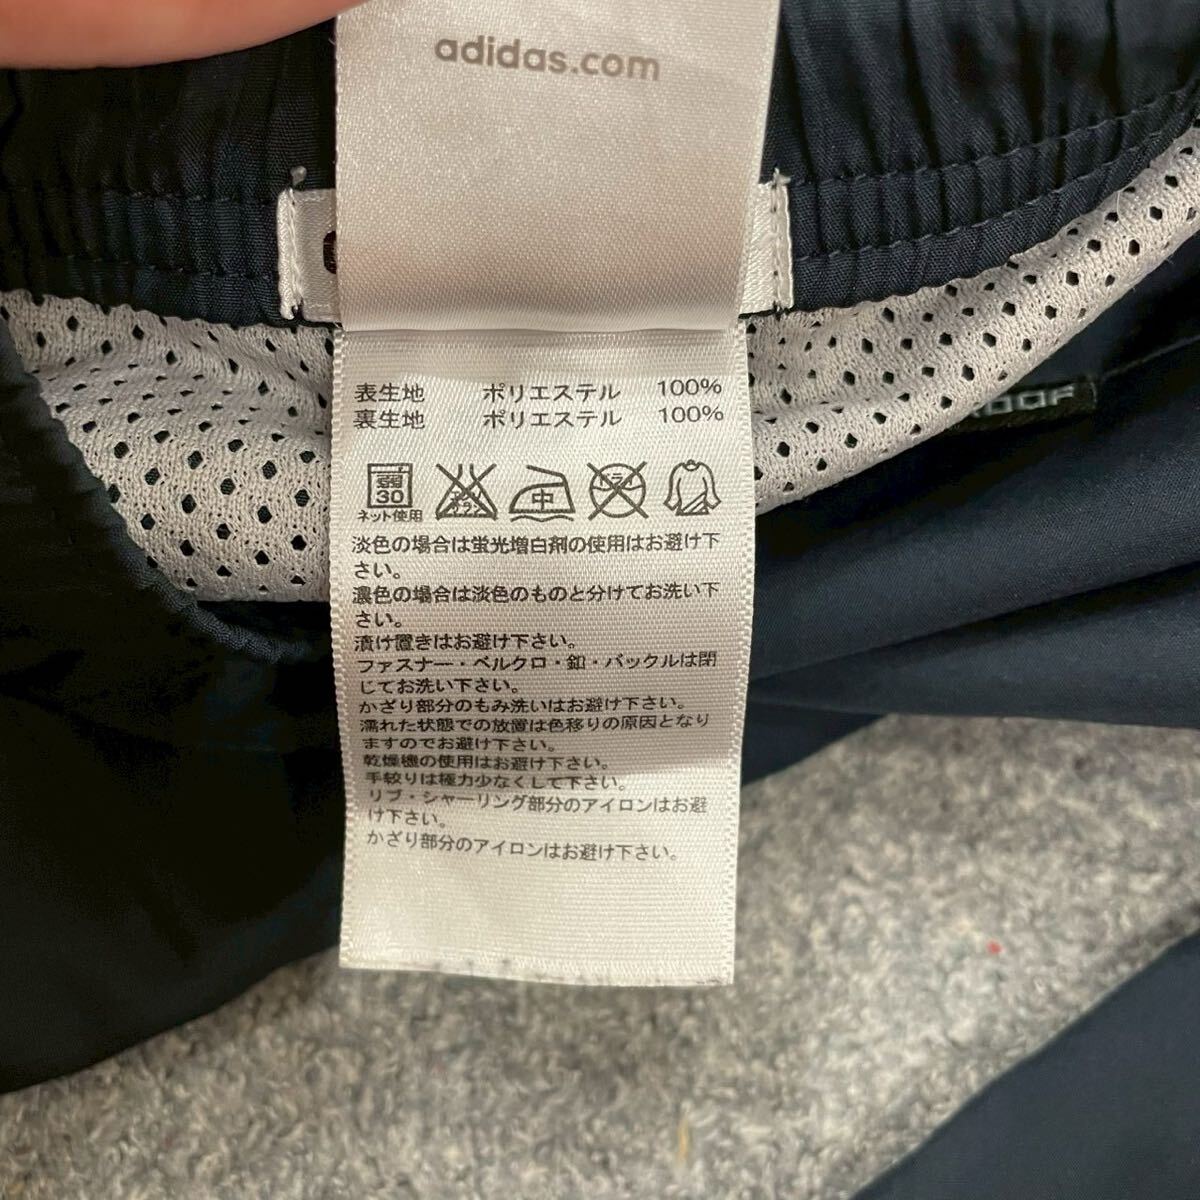 adidas.com
表生地 ポリエステル 100%
裏生地 ポリエステル 100%
弱
30
ネット使用
エンソ
サラシ
中
淡色の場合は蛍光増白剤の使用はお避け下
さい。
濃色の場合は淡色のものと分けてお洗い下
さい。
漬け置きはお避け下さい。
ファスナー・ベルクロ・釦・バックルは閉
じてお洗い下さい。
かざり部分のもみ洗いはお避け下さい。
濡れた状態での放置は色移りの原因となり
ますのでお避け下さい。
乾燥機の使用はお避け下さい。
手絞りは極力少なくして下さい。
リブ・シャーリング部分のアイロンはお避
け下さい。
かざり部分のアイロンはお避け下さい。